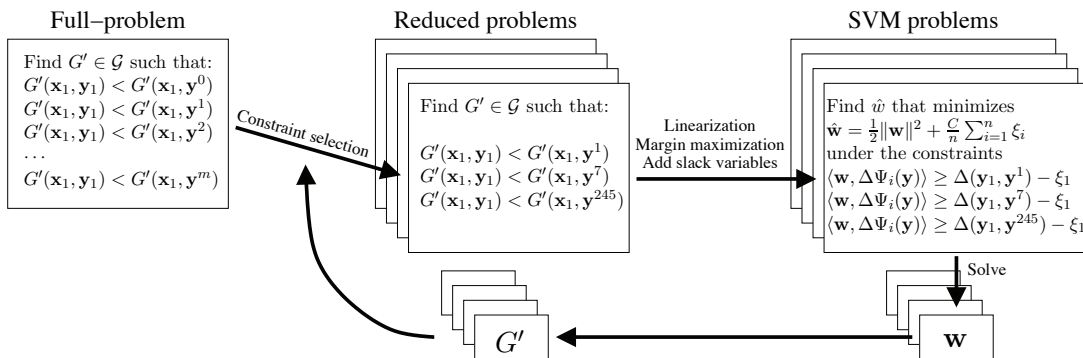 Full−problem
Find G′ ∈ 𝒢 such that:
G′(x₁, y₁) < G′(x₁, y⁰)
G′(x₁, y₁) < G′(x₁, y¹)
G′(x₁, y₁) < G′(x₁, y²)
…
G′(x₁, y₁) < G′(x₁, yᵐ)
Constraint selection
Reduced problems
Find G′ ∈ 𝒢 such that:
G′(x₁, y₁) < G′(x₁, y¹)
G′(x₁, y₁) < G′(x₁, y⁷)
G′(x₁, y₁) < G′(x₁, y²⁴⁵)
Linearization
Margin maximization
Add slack variables
SVM problems
Find ŵ that minimizes
ŵ = ½‖w‖² + C/n ∑ⁿᵢ₌₁ ξᵢ
under the constraints
⟨w, ΔΨᵢ(y)⟩ ≥ Δ(y₁, y¹) − ξ₁
⟨w, ΔΨᵢ(y)⟩ ≥ Δ(y₁, y⁷) − ξ₁
⟨w, ΔΨᵢ(y)⟩ ≥ Δ(y₁, y²⁴⁵) − ξ₁
Solve
w
G′